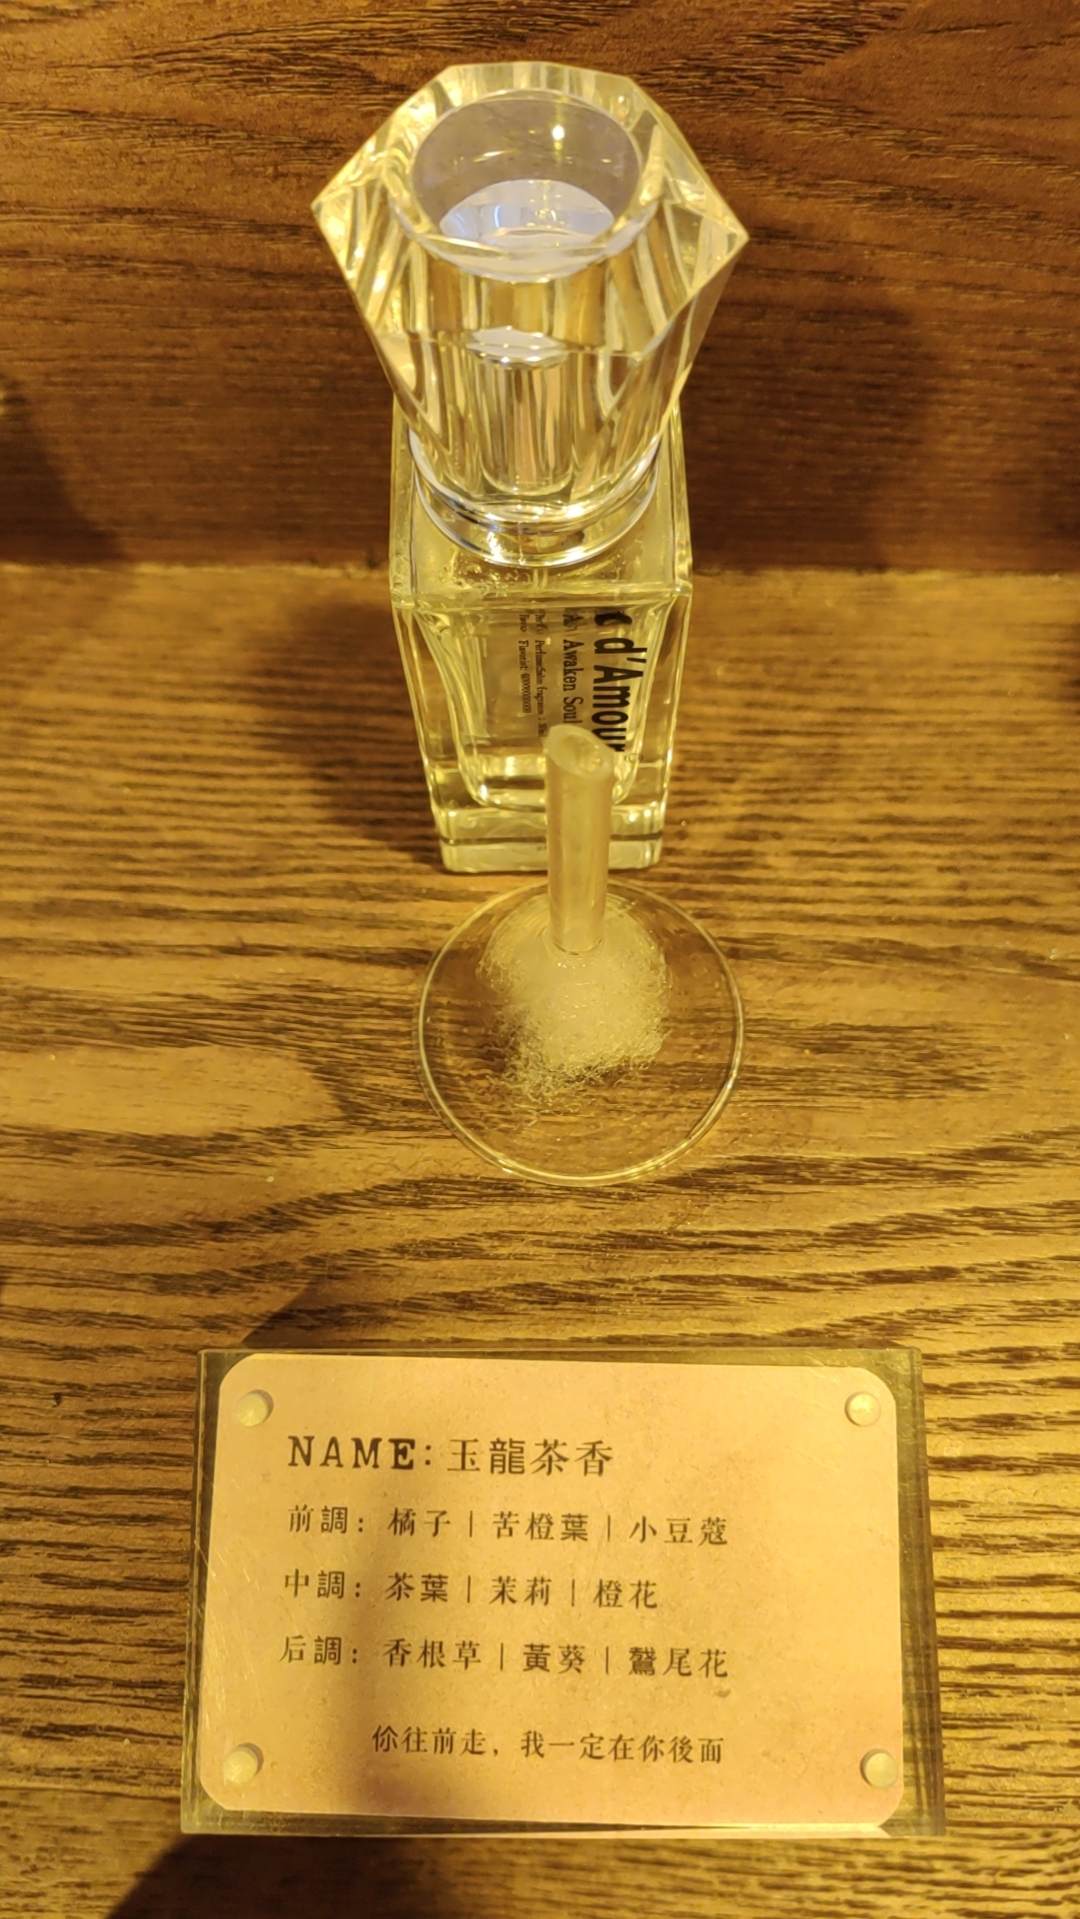 d'Amour
Awaken Soul
NAME: 玉龍茶香
前調: 橘子 | 苦橙葉 | 小豆蔻
中調: 茶葉 | 茉莉 | 橙花
后調: 香根草 | 黃葵 | 鸢尾花
伱往前走, 我一定在你後面